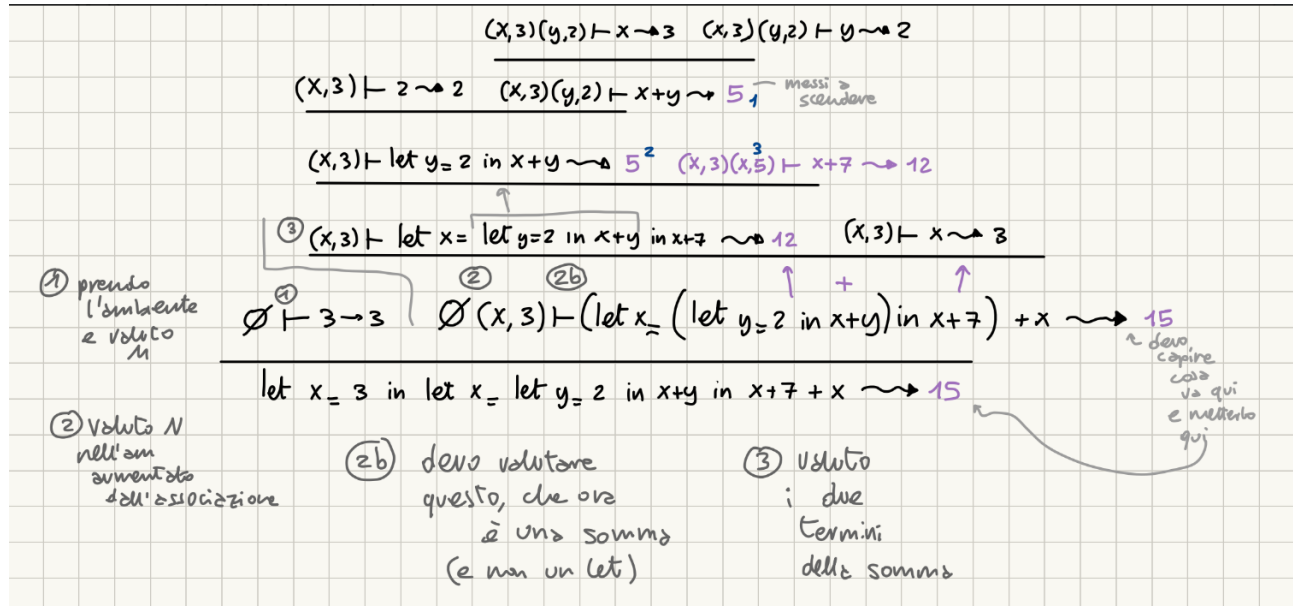 (x,3)(y,2) ⊢ x ⇝ 3   (x,3)(y,2) ⊢ y ⇝ 2
(x,3) ⊢ 2 ⇝ 2   (x,3)(y,2) ⊢ x+y ⇝ 5 1   messi a
scendere
(x,3) ⊢ let y=2 in x+y ⇝ 5 2   (x,3)(x,5) 3 ⊢ x+7 ⇝ 12
③ (x,3) ⊢ let x= let y=2 in x+y in x+7 ⇝ 12   (x,3) ⊢ x ⇝ 3
② ②b ↑ + ↑
① ∅ ⊢ 3 → 3   ∅ (x,3) ⊢ (let x= (let y=2 in x+y) in x+7) + x ⇝ 15
let x= 3 in let x= let y=2 in x+y in x+7 + x ⇝ 15
devo
capire
cosa
va qui
e metterlo
qui
① prendo
l'ambiente
e valuto
M
② valuto N
nell'am
aumentato
dall'associazione
②b devo valutare
questo, che ora
è una somma
(e non un let)
③ valuto
i due
termini
della somma